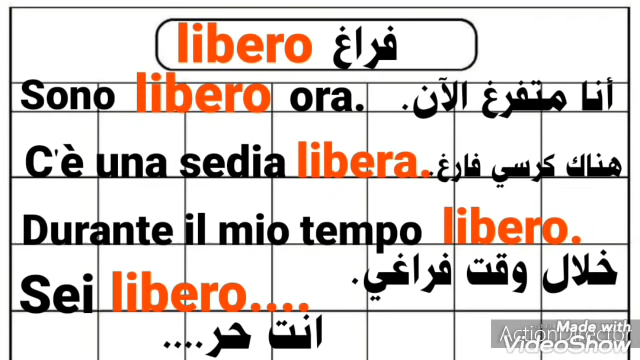 libero فراغ
Sono libero ora. أنا متفرغ الآن.
C'è una sedia libera. هناك كرسي فارغ.
Durante il mio tempo libero.
خلال وقت فراغي.
Sei libero....
انت حر....
ActionDirector
Made with
VideoShow